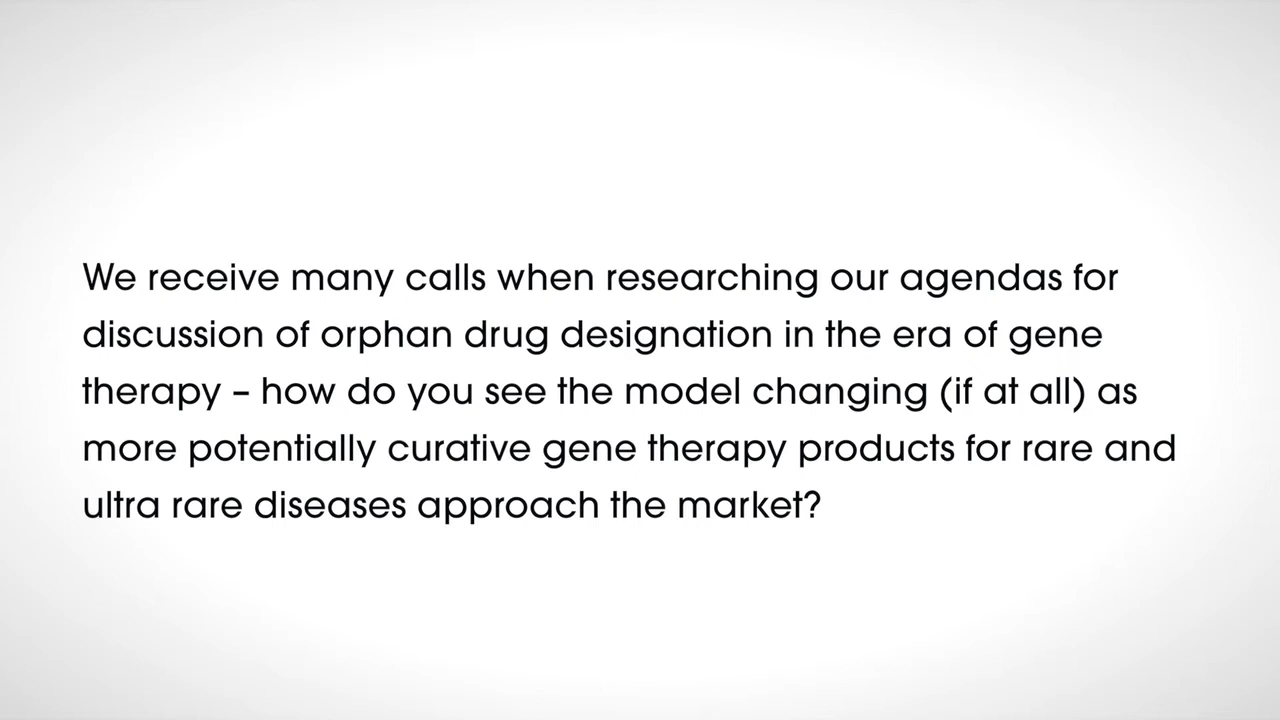 We receive many calls when researching our agendas for
discussion of orphan drug designation in the era of gene
therapy – how do you see the model changing (if at all) as
more potentially curative gene therapy products for rare and
ultra rare diseases approach the market?